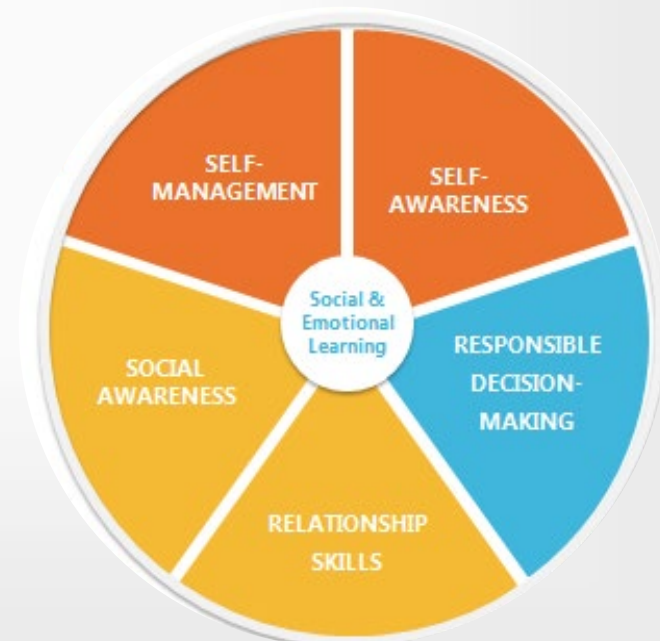 SELF-
MANAGEMENT
SELF-
AWARENESS
Social &
Emotional
Learning
SOCIAL
AWARENESS
RESPONSIBLE
DECISION-
MAKING
RELATIONSHIP
SKILLS